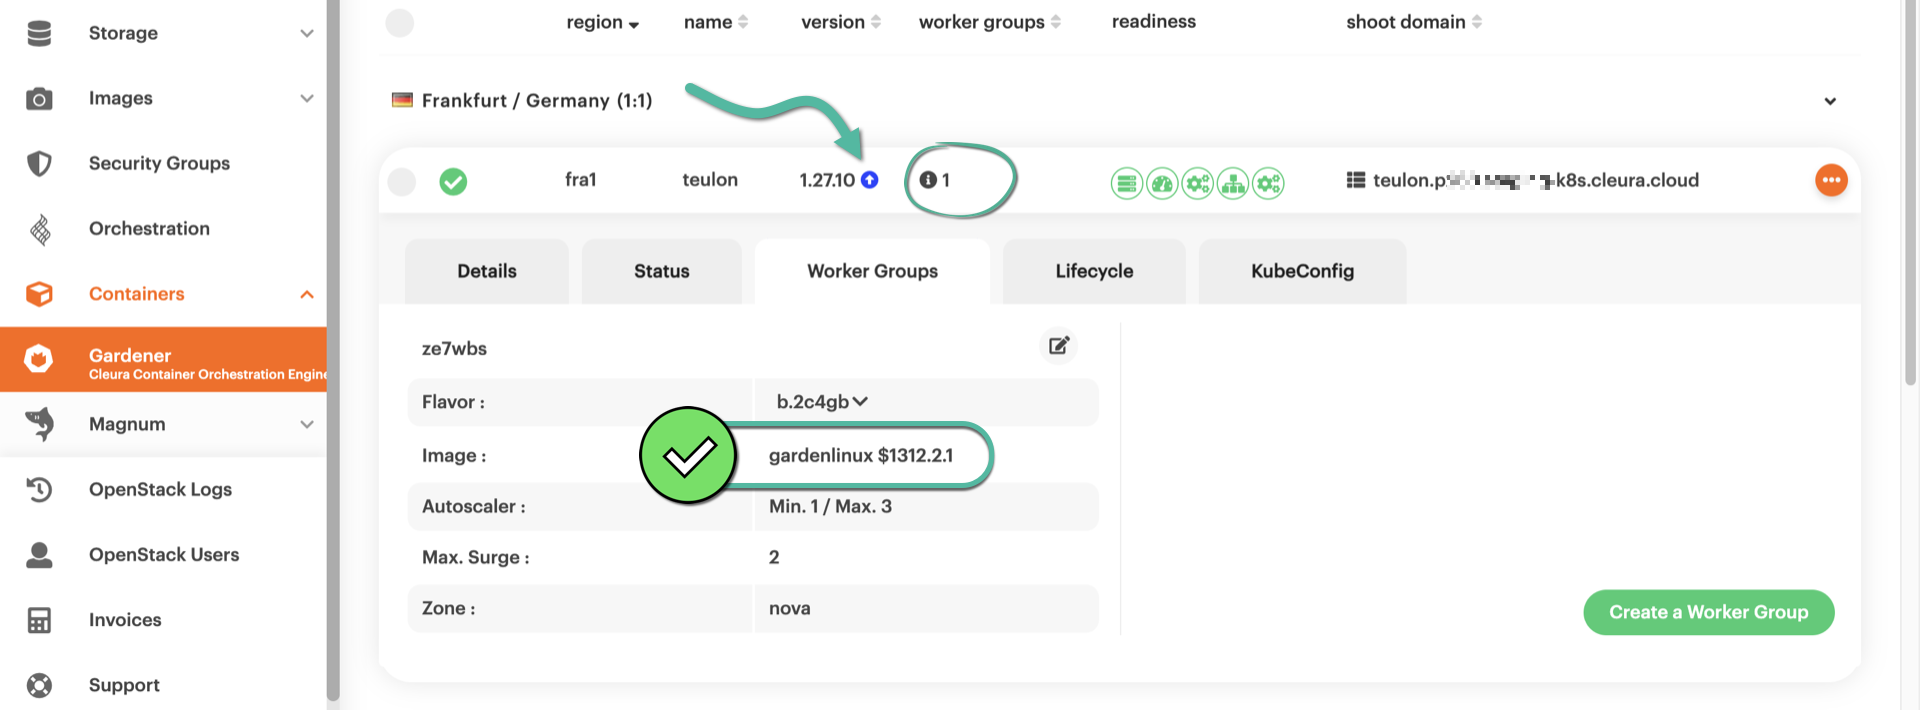 Storage
Images
Security Groups
Orchestration
Containers
Gardener
Cleura Container Orchestration Engine
Magnum
OpenStack Logs
OpenStack Users
Invoices
Support
region name version worker groups readiness shoot domain
Frankfurt / Germany (1:1)
fra1 teulon 1.27.10 1 teulon.p k8s.cleura.cloud
Details Status Worker Groups Lifecycle KubeConfig
ze7wbs
Flavor : b.2c4gb
Image : gardenlinux $1312.2.1
Autoscaler : Min. 1 / Max. 3
Max. Surge : 2
Zone : nova
Create a Worker Group